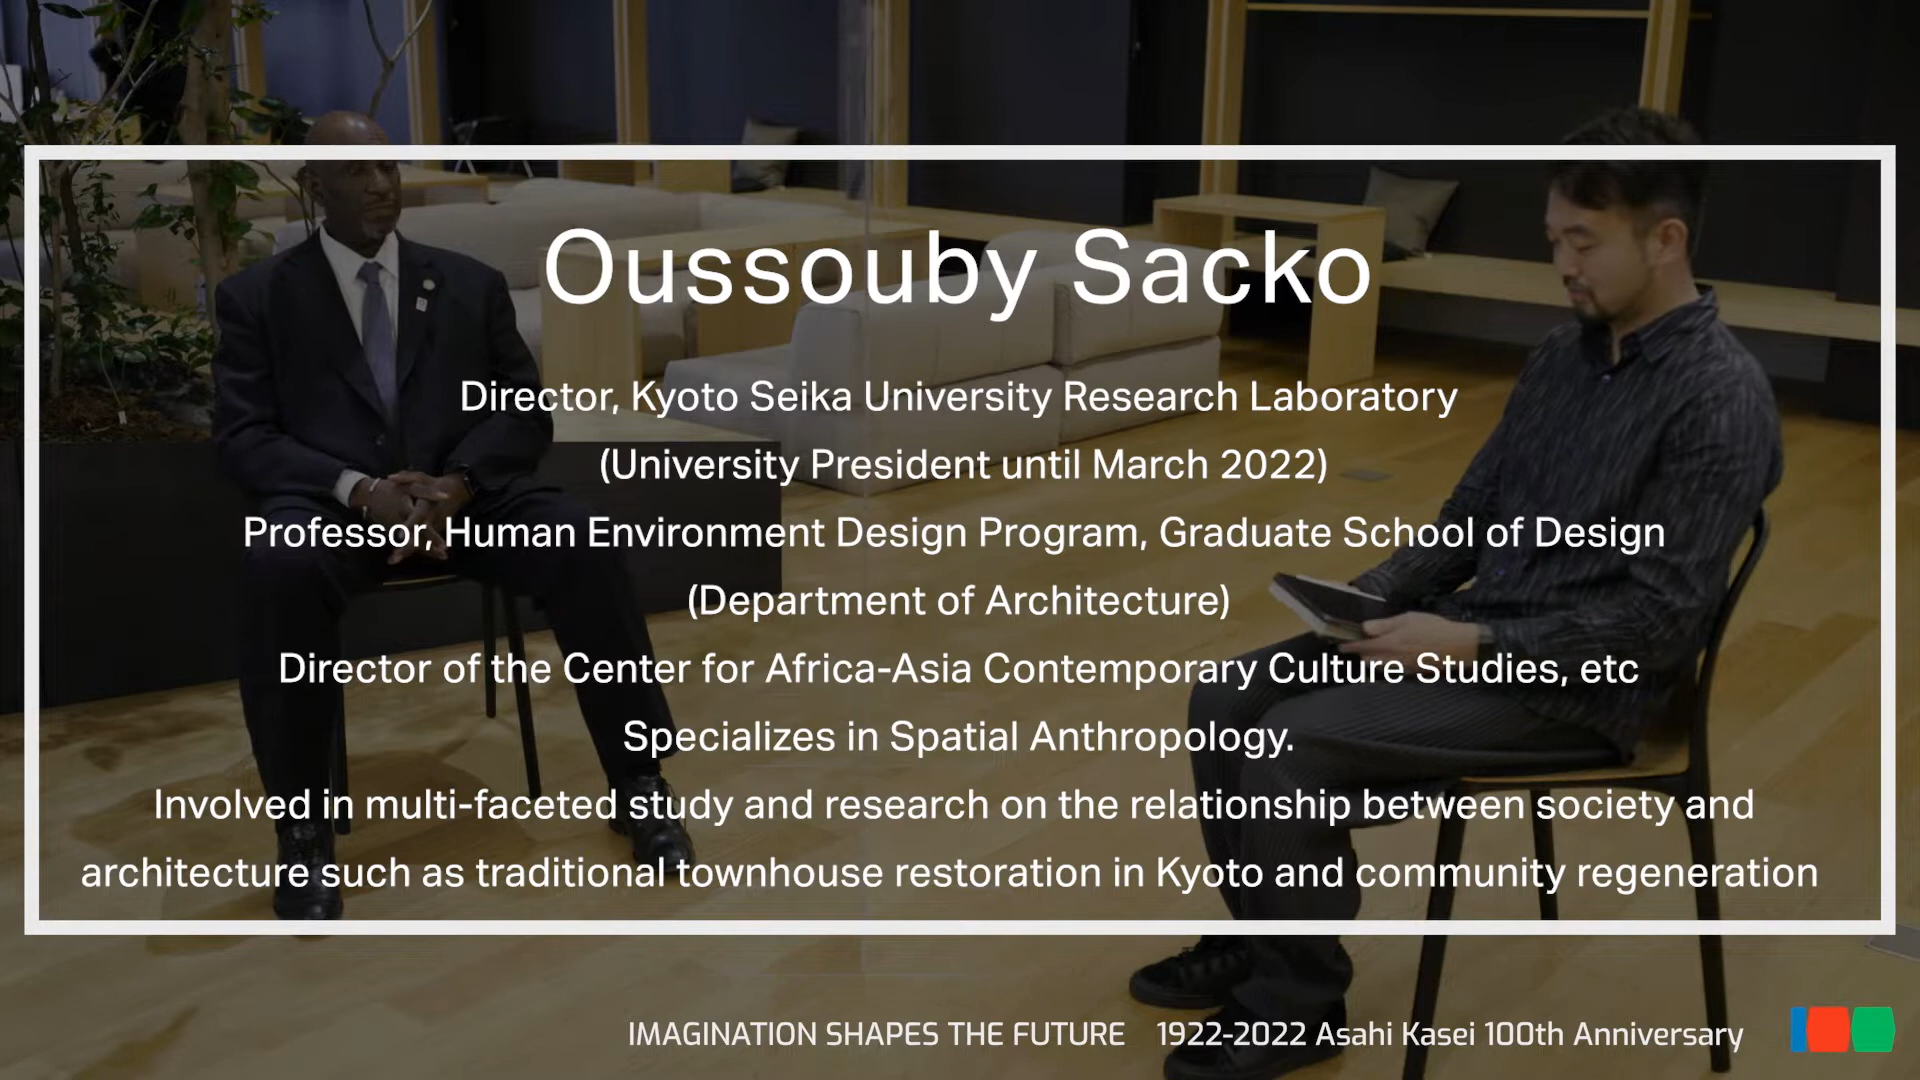 Oussouby Sacko
Director, Kyoto Seika University Research Laboratory
(University President until March 2022)
Professor, Human Environment Design Program, Graduate School of Design
(Department of Architecture)
Director of the Center for Africa-Asia Contemporary Culture Studies, etc
Specializes in Spatial Anthropology.
Involved in multi-faceted study and research on the relationship between society and
architecture such as traditional townhouse restoration in Kyoto and community regeneration
IMAGINATION SHAPES THE FUTURE 1922-2022 Asahi Kasei 100th Anniversary